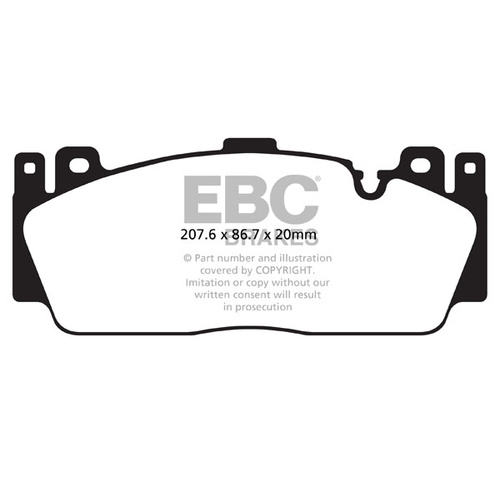 EBC
BRAKES
207.6 x 86.7 x 20mm
© Part number and illustration
covered by COPYRIGHT.
Imitation or copy without our
written consent will result
in prosecution